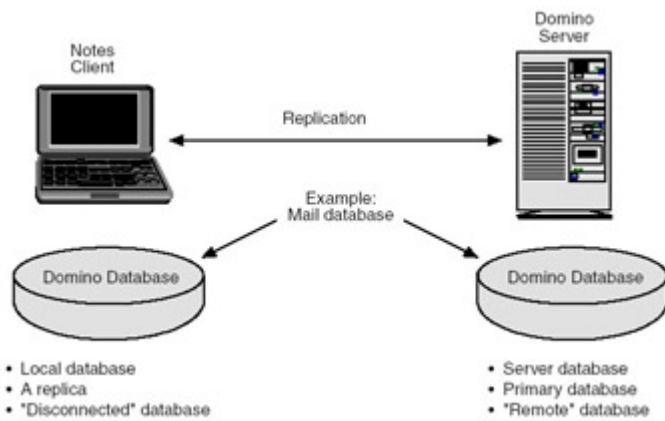 Notes
Client
Domino
Server
Replication
Example:
Mail database
Domino Database
Domino Database
• Local database
• A replica
• "Disconnected" database
• Server database
• Primary database
• "Remote" database